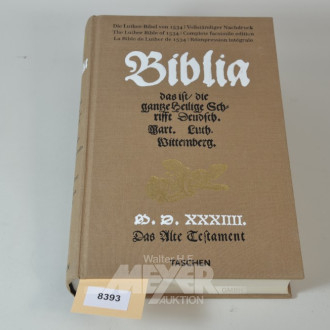 Die Luther-Bibel von 1534 / Vollständiger Nachdruck
The Luther Bible of 1534 / Complete facsimile edition
La Bible de Luther de 1534 / Réimpression intégrale
Biblia
das ist / die
gantze Heilige Sch-
rifft Deudsch.
Mart. Luth.
Wittemberg.
M. D. XXXIIII.
Das Alte Testament
TASCHEN
Walter H.F.
MEYER
AUKTION
8393